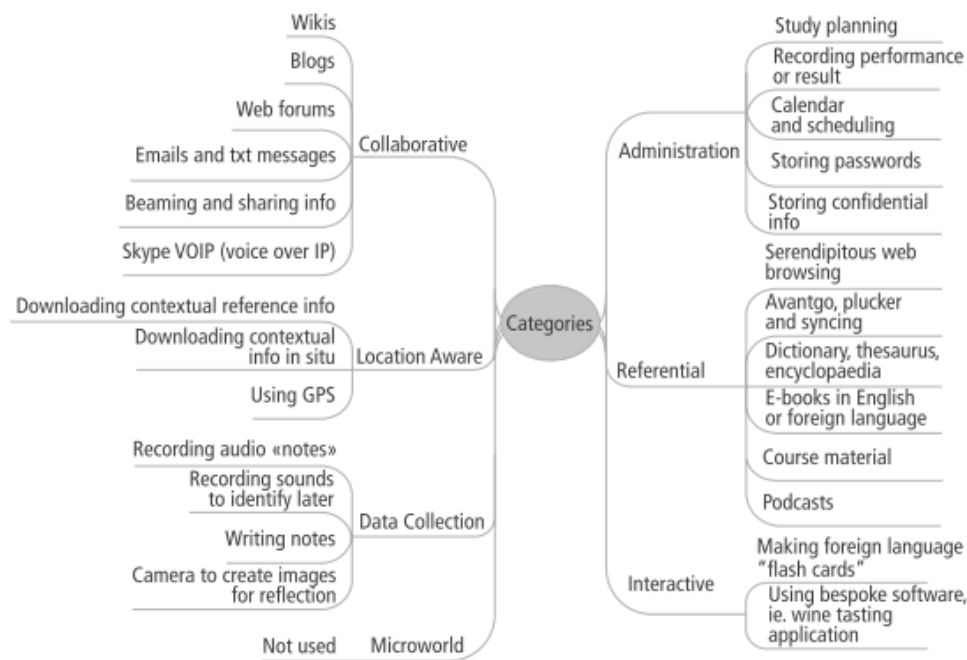 Wikis
Blogs
Web forums
Emails and txt messages
Beaming and sharing info
Skype VOIP (voice over IP)
Collaborative
Downloading contextual reference info
Downloading contextual
info in situ
Using GPS
Location Aware
Recording audio «notes»
Recording sounds
to identify later
Writing notes
Camera to create images
for reflection
Data Collection
Not used
Microworld
Categories
Administration
Study planning
Recording performance
or result
Calendar
and scheduling
Storing passwords
Storing confidential
info
Referential
Serendipitous web
browsing
Avantgo, plucker
and syncing
Dictionary, thesaurus,
encyclopaedia
E-books in English
or foreign language
Course material
Podcasts
Interactive
Making foreign language
“flash cards”
Using bespoke software,
ie. wine tasting
application